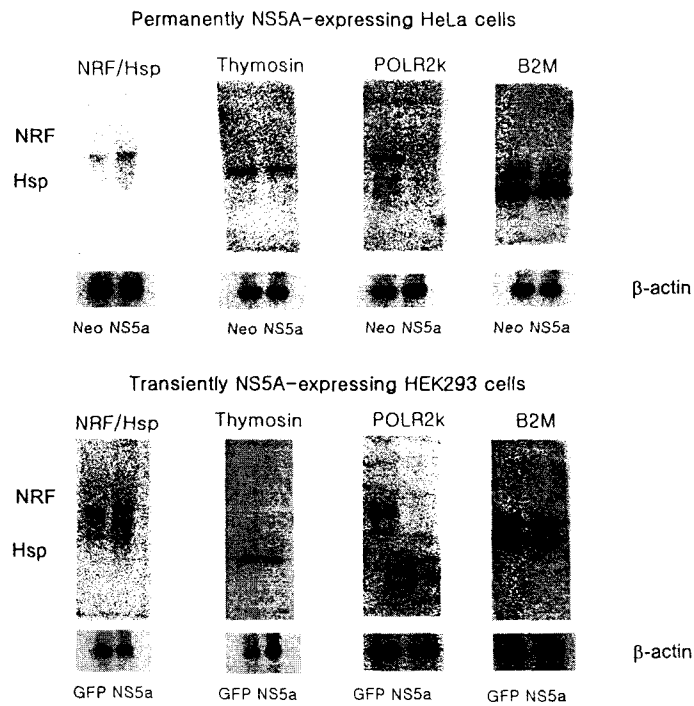 Permanently NS5A-expressing HeLa cells
NRF/Hsp Thymosin POLR2k B2M
NRF
Hsp
β-actin
Neo NS5a Neo NS5a Neo NS5a Neo NS5a
Transiently NS5A-expressing HEK293 cells
NRF/Hsp Thymosin POLR2k B2M
NRF
Hsp
β-actin
GFP NS5a GFP NS5a GFP NS5a GFP NS5a